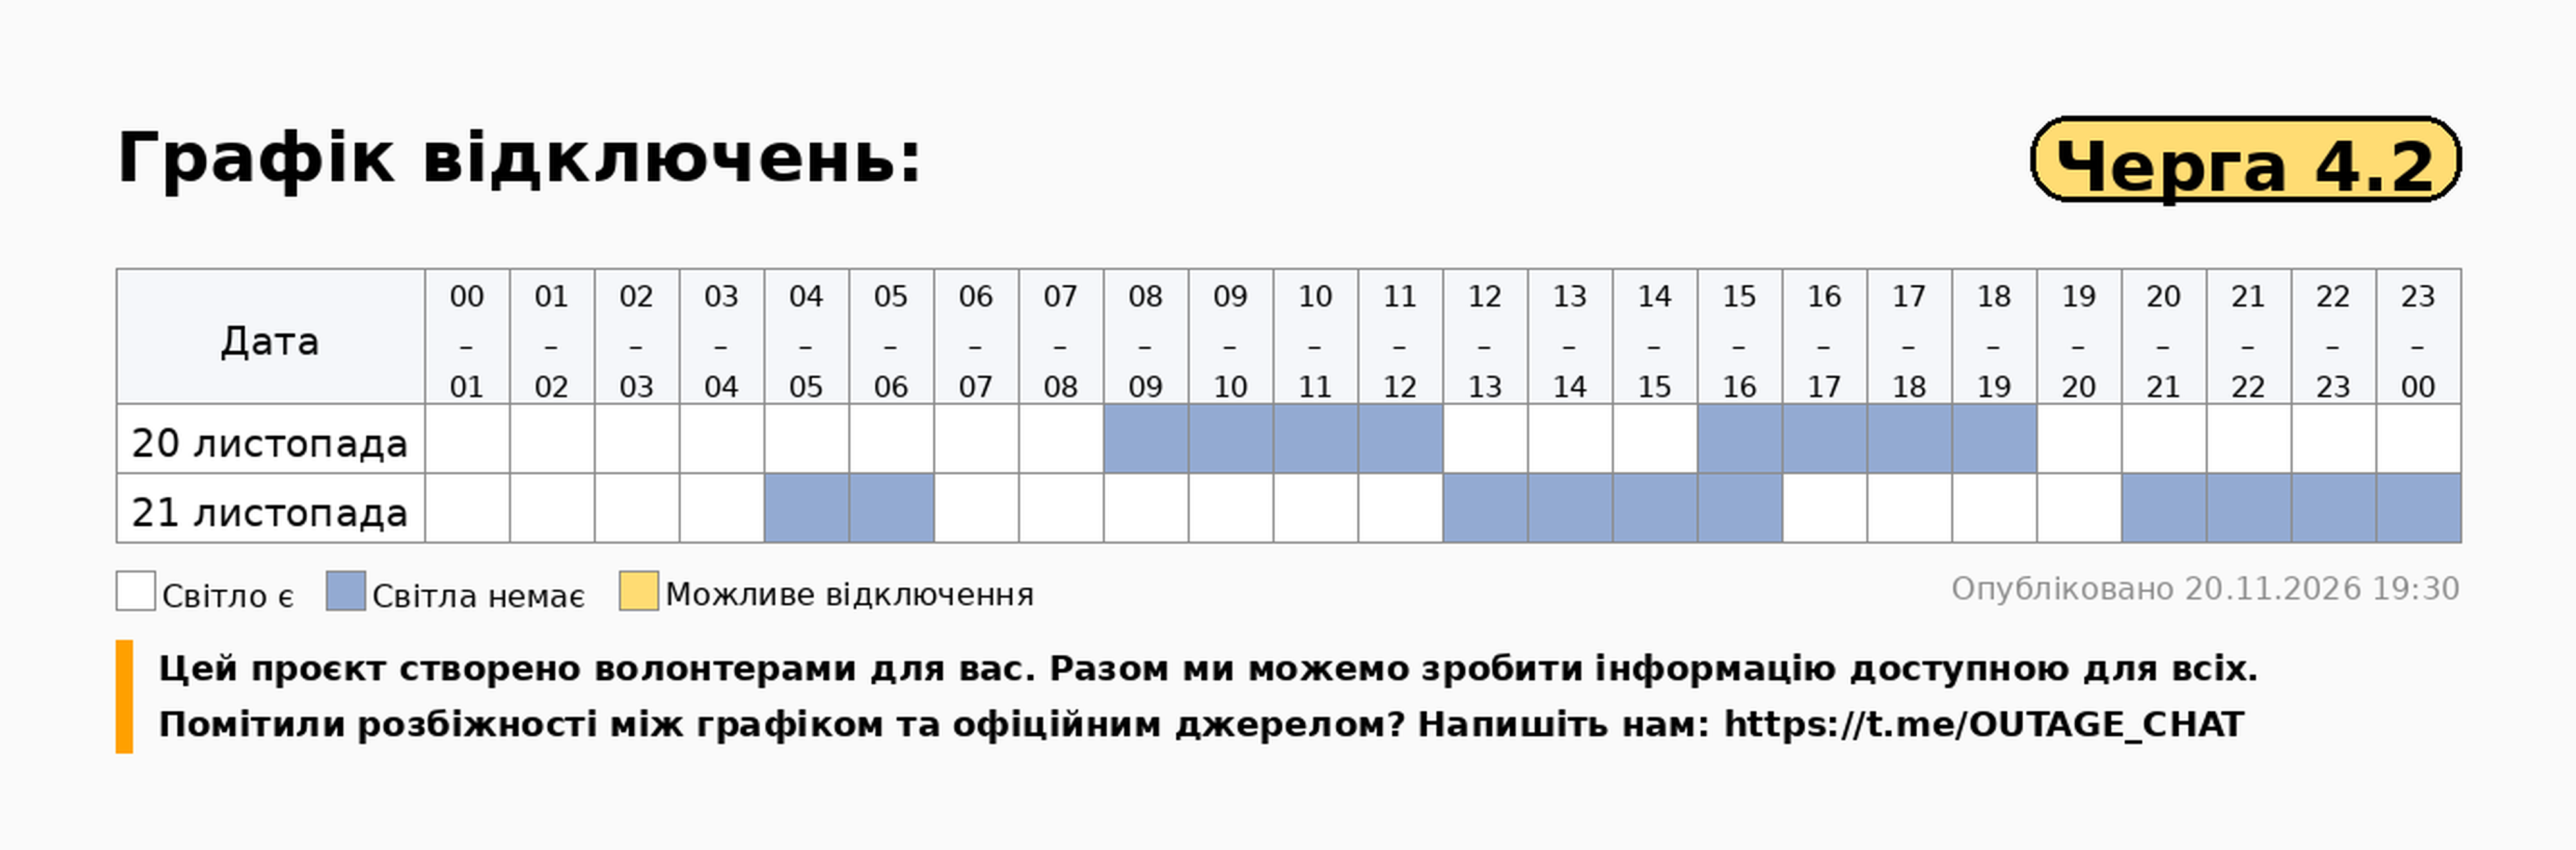 Графік відключень:
Черга 4.2
Дата 00 – 01 01 – 02 02 – 03 03 – 04 04 – 05 05 – 06 06 – 07 07 – 08 08 – 09 09 – 10 10 – 11 11 – 12 12 – 13 13 – 14 14 – 15 15 – 16 16 – 17 17 – 18 18 – 19 19 – 20 20 – 21 21 – 22 22 – 23 23 – 00
20 листопада
21 листопада
Світло є Світла немає Можливе відключення
Опубліковано 20.11.2026 19:30
Цей проєкт створено волонтерами для вас. Разом ми можемо зробити інформацію доступною для всіх.
Помітили розбіжності між графіком та офіційним джерелом? Напишіть нам: https://t.me/OUTAGE_CHAT